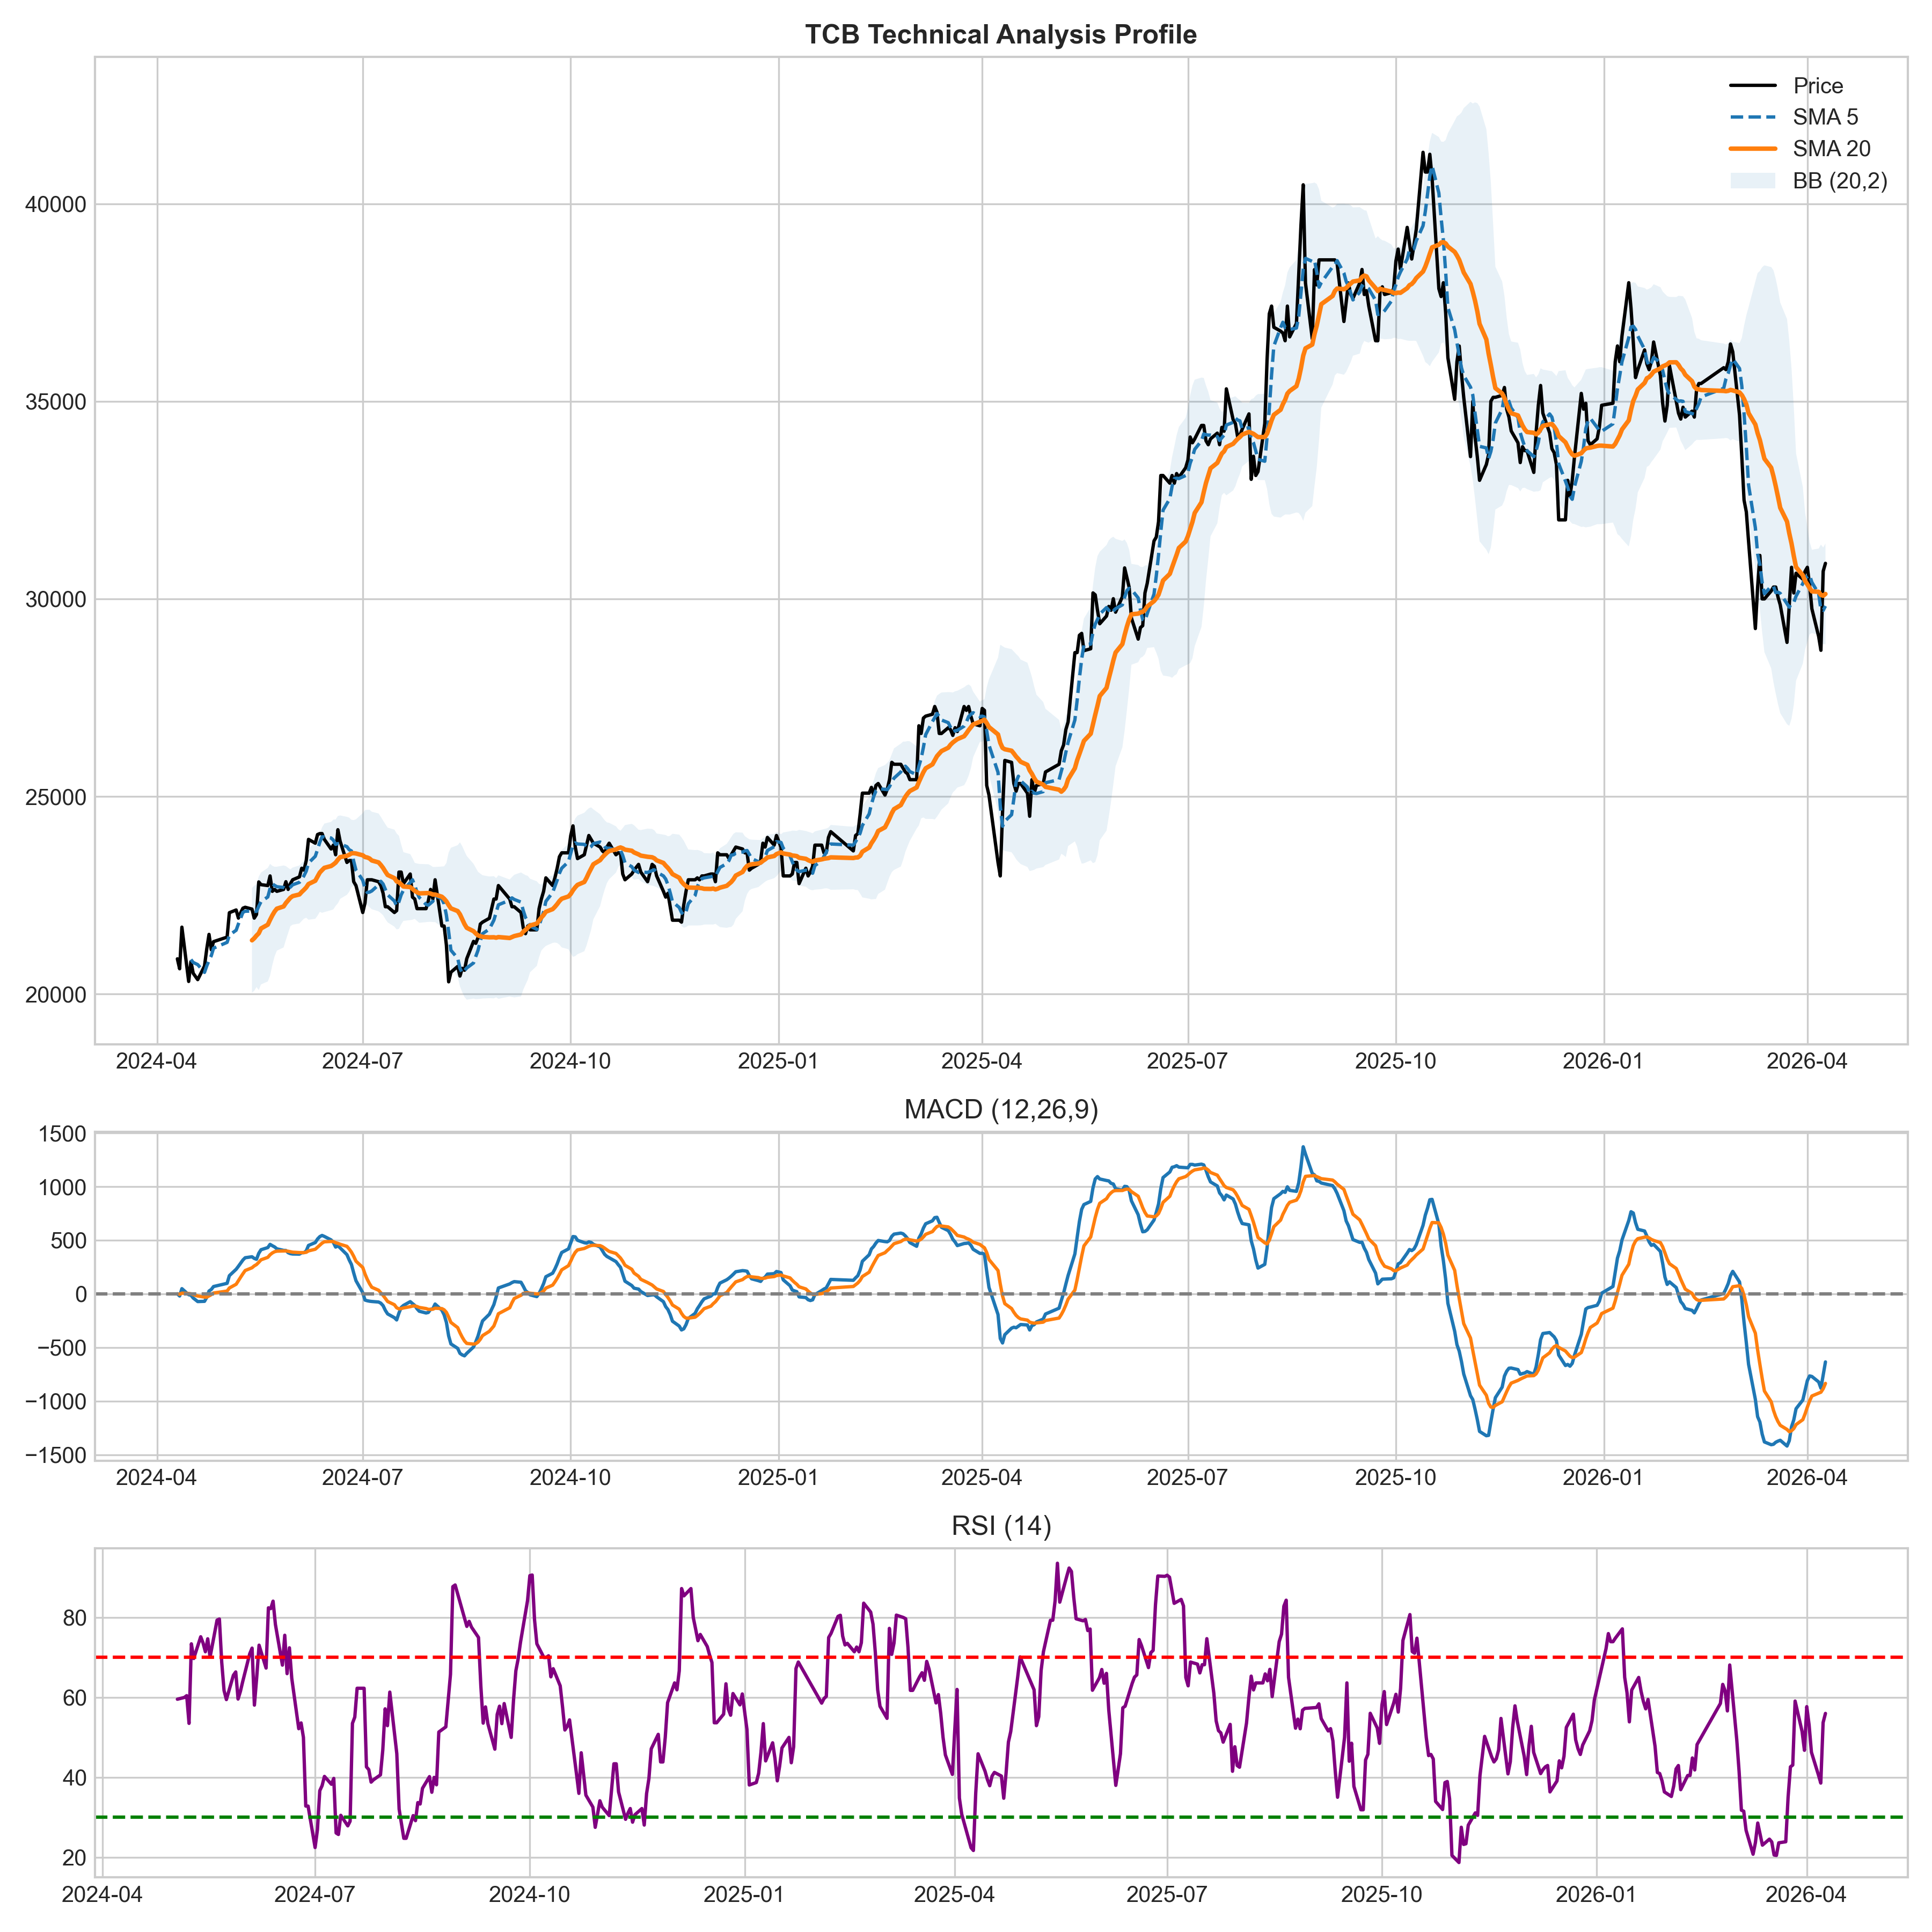 TCB Technical Analysis Profile
Price
SMA 5
SMA 20
BB (20,2)
40000
35000
30000
25000
20000
2024-04 2024-07 2024-10 2025-01 2025-04 2025-07 2025-10 2026-01 2026-04
MACD (12,26,9)
1500
1000
500
0
−500
−1000
−1500
2024-04 2024-07 2024-10 2025-01 2025-04 2025-07 2025-10 2026-01 2026-04
RSI (14)
80
60
40
20
2024-04 2024-07 2024-10 2025-01 2025-04 2025-07 2025-10 2026-01 2026-04